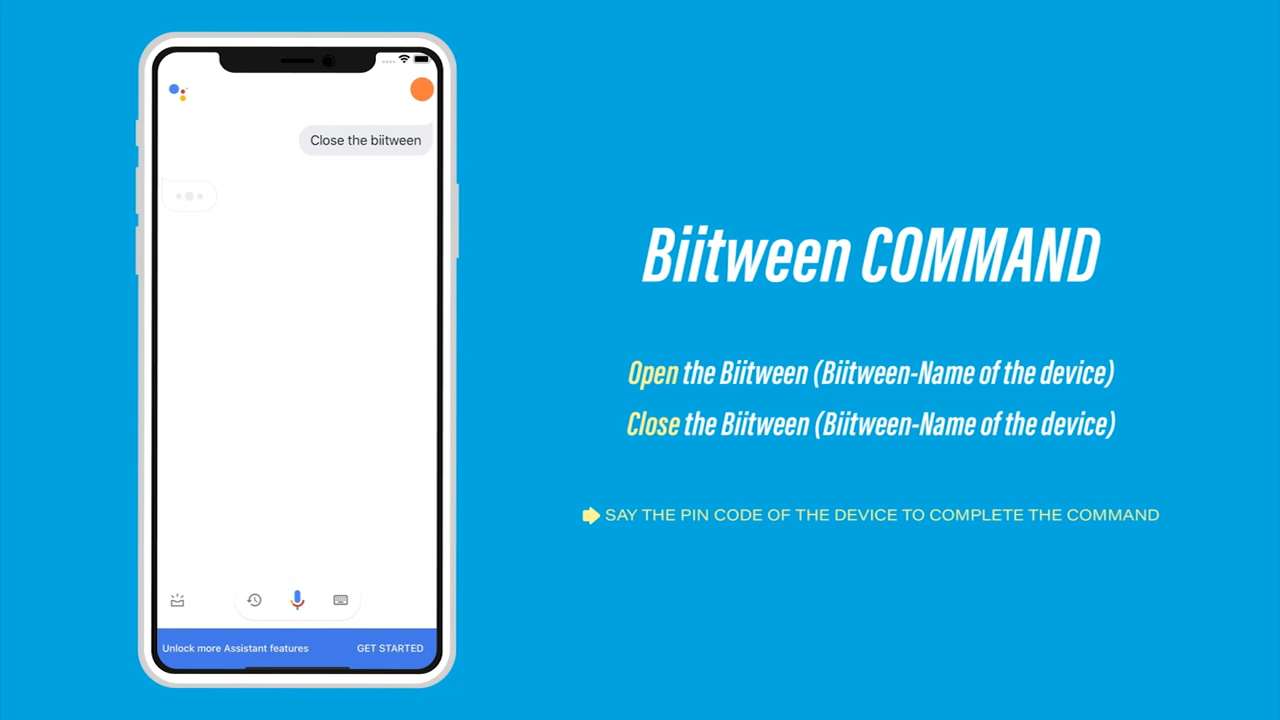 Close the biitween
Unlock more Assistant features
GET STARTED
Biitween COMMAND
Open the Biitween (Biitween-Name of the device)
Close the Biitween (Biitween-Name of the device)
SAY THE PIN CODE OF THE DEVICE TO COMPLETE THE COMMAND